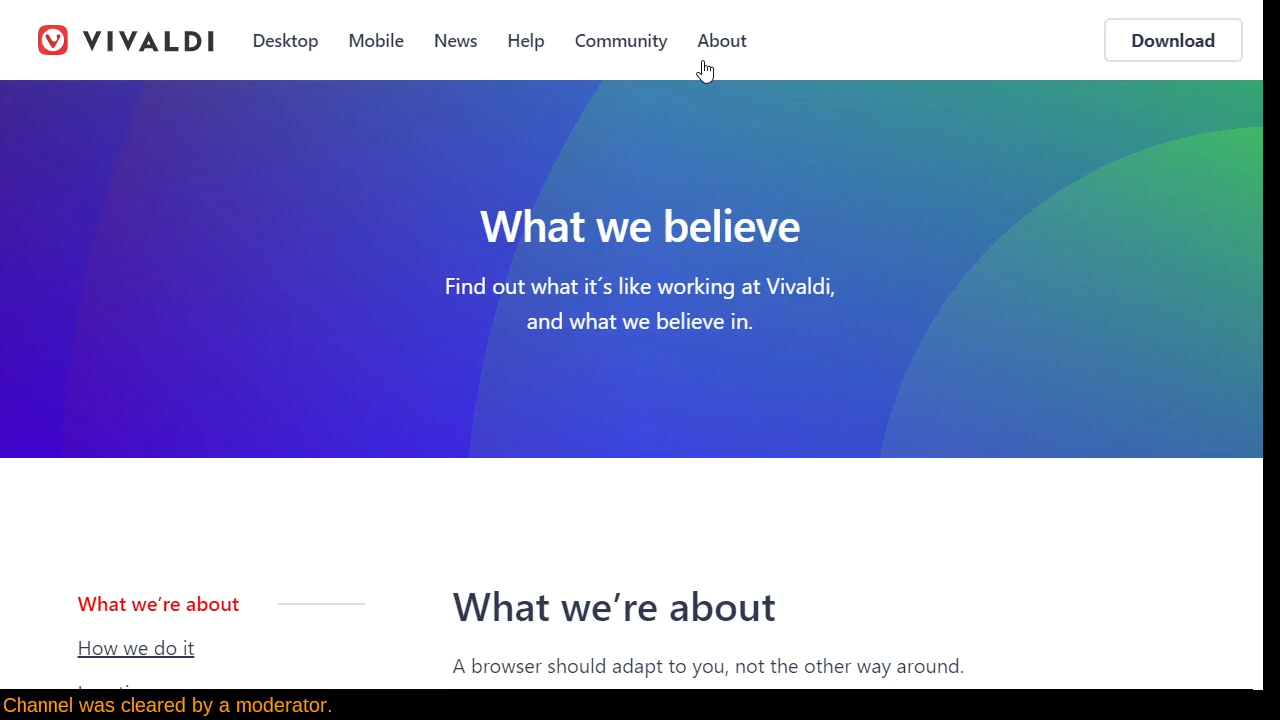 VIVALDI Desktop Mobile News Help Community About Download
What we believe
Find out what it´s like working at Vivaldi,
and what we believe in.
What we’re about
How we do it
What we’re about
A browser should adapt to you, not the other way around.
Channel was cleared by a moderator.